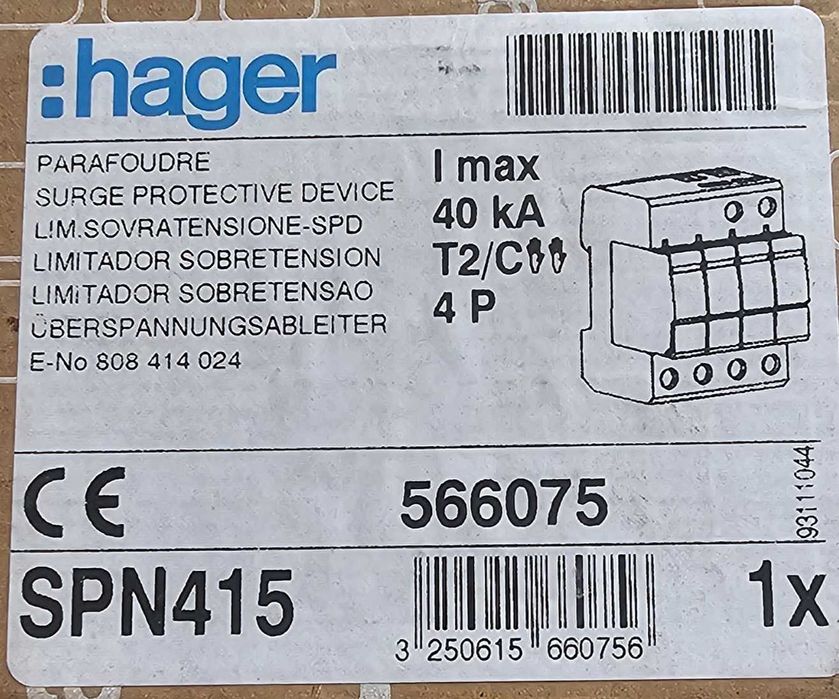 :hager
PARAFOUDRE
SURGE PROTECTIVE DEVICE
LIM.SOVRATENSIONE-SPD
LIMITADOR SOBRETENSION
LIMITADOR SOBRETENSAO
ÜBERSPANNUNGSABLEITER
E-No 808 414 024
I max
40 kA
T2/C
4 P
CE
566075
93111044
SPN415
3 250615 660756
1x